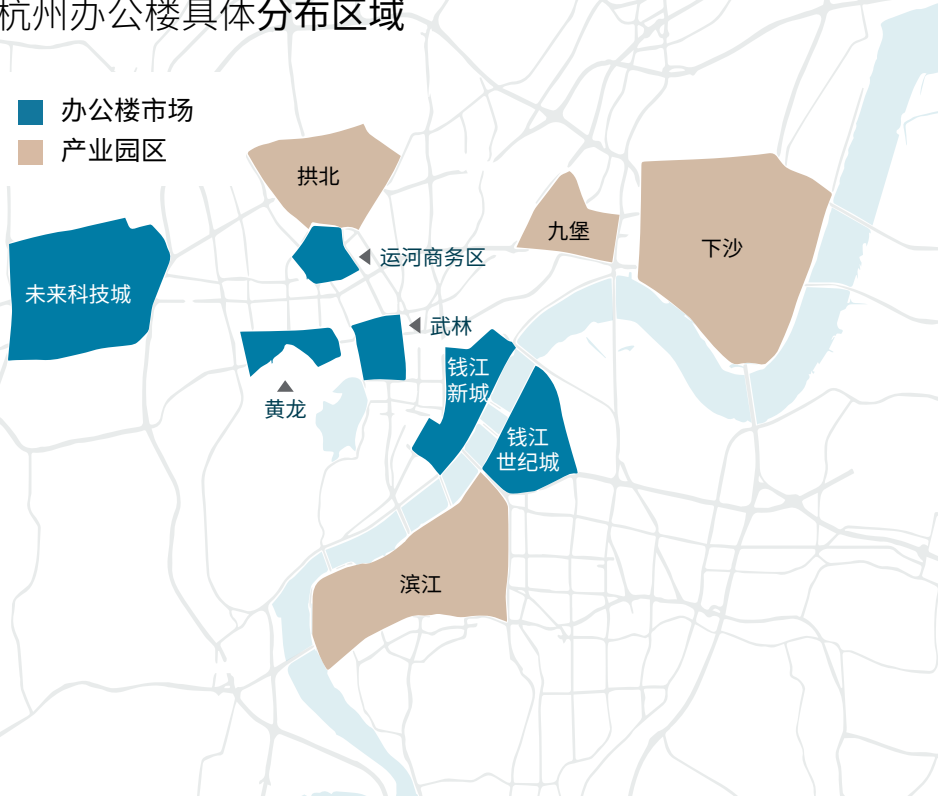 杭州办公楼具体分布区域
办公楼市场
产业园区
拱北
九堡
下沙
运河商务区
未来科技城
武林
钱江
新城
黄龙
钱江
世纪城
滨江